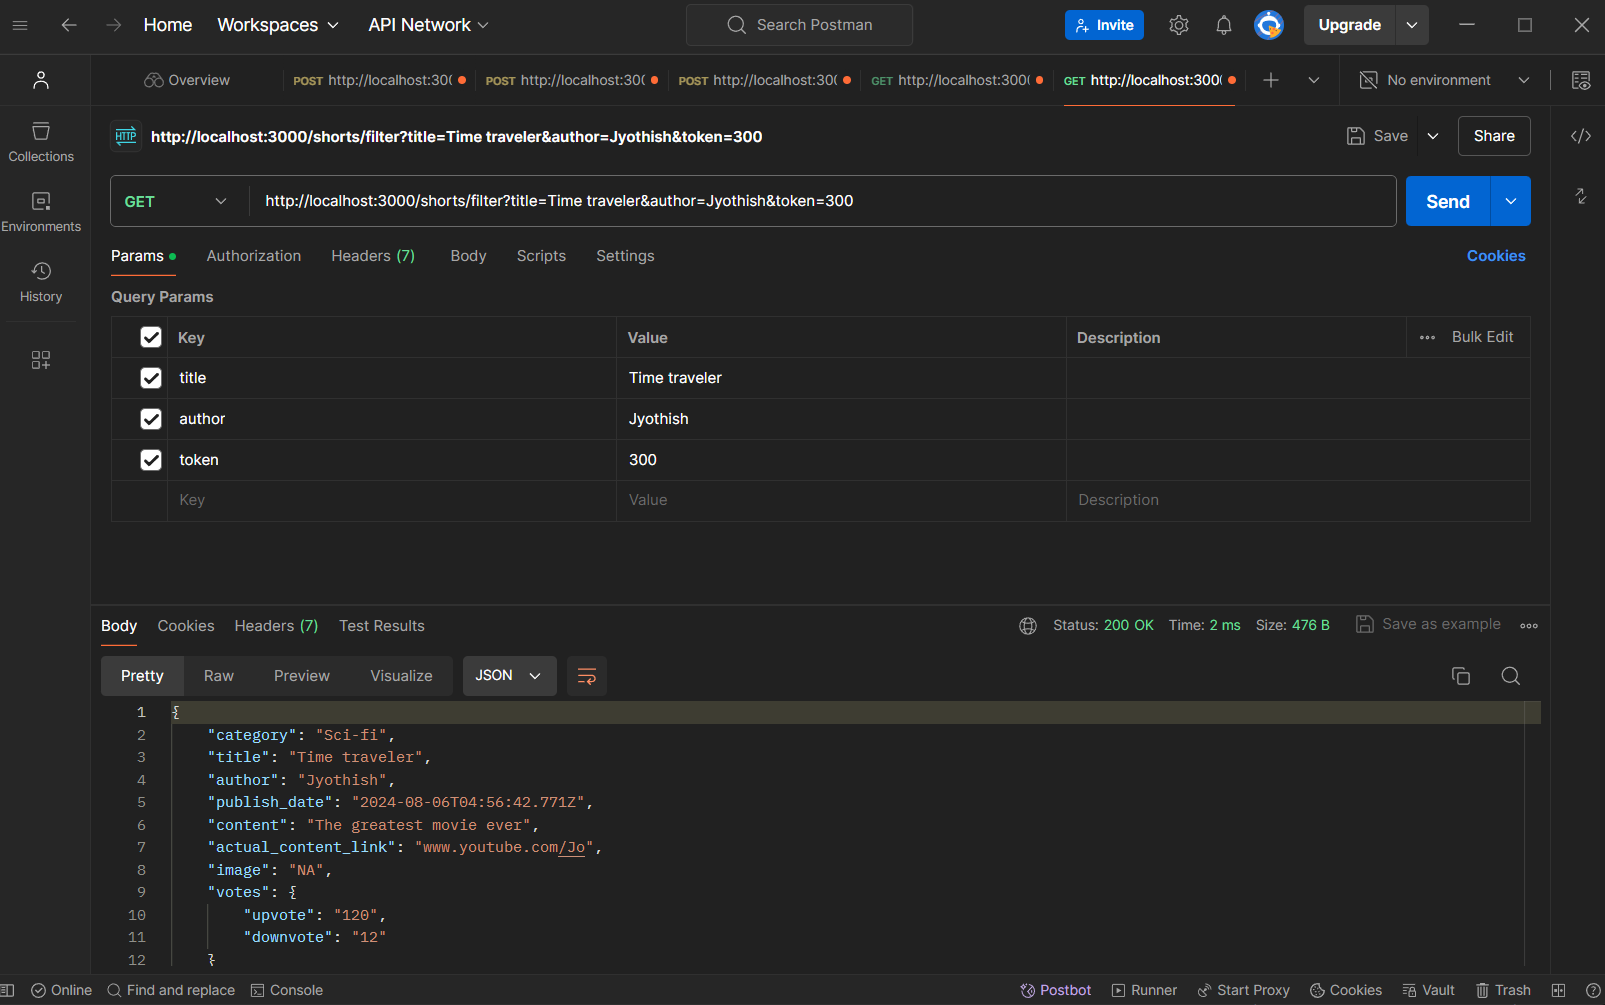 Home Workspaces API Network Search Postman Invite Upgrade
Overview POST http://localhost:300 POST http://localhost:300 POST http://localhost:300 GET http://localhost:3000 GET http://localhost:3000 No environment
HTTP http://localhost:3000/shorts/filter?title=Time traveler&author=Jyothish&token=300 Save Share
Collections
Environments
History
GET http://localhost:3000/shorts/filter?title=Time traveler&author=Jyothish&token=300 Send
Params Authorization Headers (7) Body Scripts Settings Cookies
Query Params
Key Value Description Bulk Edit
title Time traveler
author Jyothish
token 300
Key Value Description
Body Cookies Headers (7) Test Results Status: 200 OK Time: 2 ms Size: 476 B Save as example
Pretty Raw Preview Visualize JSON
1 {
2 "category": "Sci-fi",
3 "title": "Time traveler",
4 "author": "Jyothish",
5 "publish_date": "2024-08-06T04:56:42.771Z",
6 "content": "The greatest movie ever",
7 "actual_content_link": "www.youtube.com/Jo",
8 "image": "NA",
9 "votes": {
10 "upvote": "120",
11 "downvote": "12"
12 }
Online Find and replace Console Postbot Runner Start Proxy Cookies Vault Trash